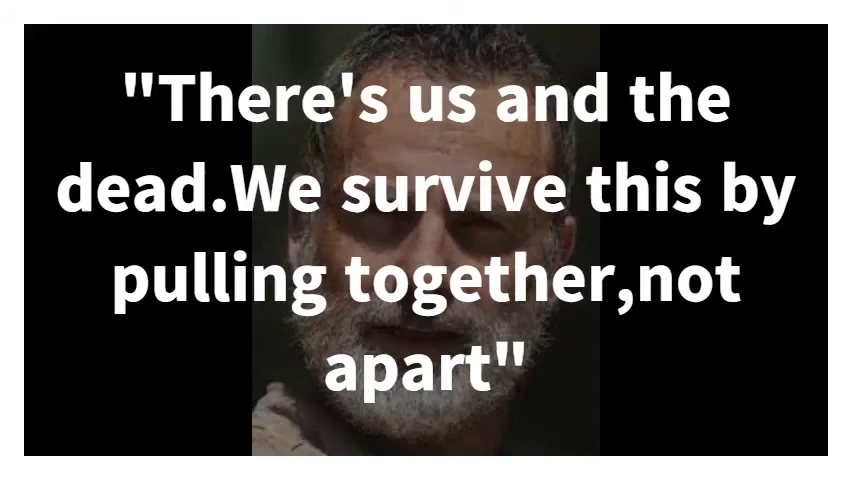 "There's us and the
dead.We survive this by
pulling together,not
apart"